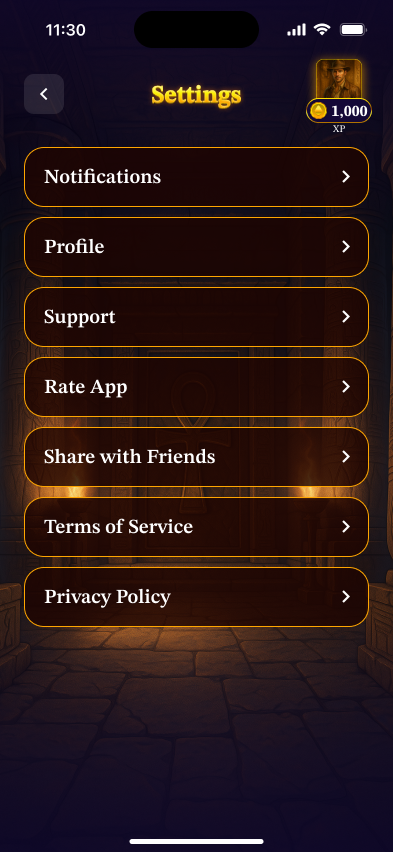 11:30
Settings
1,000
XP
Notifications
Profile
Support
Rate App
Share with Friends
Terms of Service
Privacy Policy